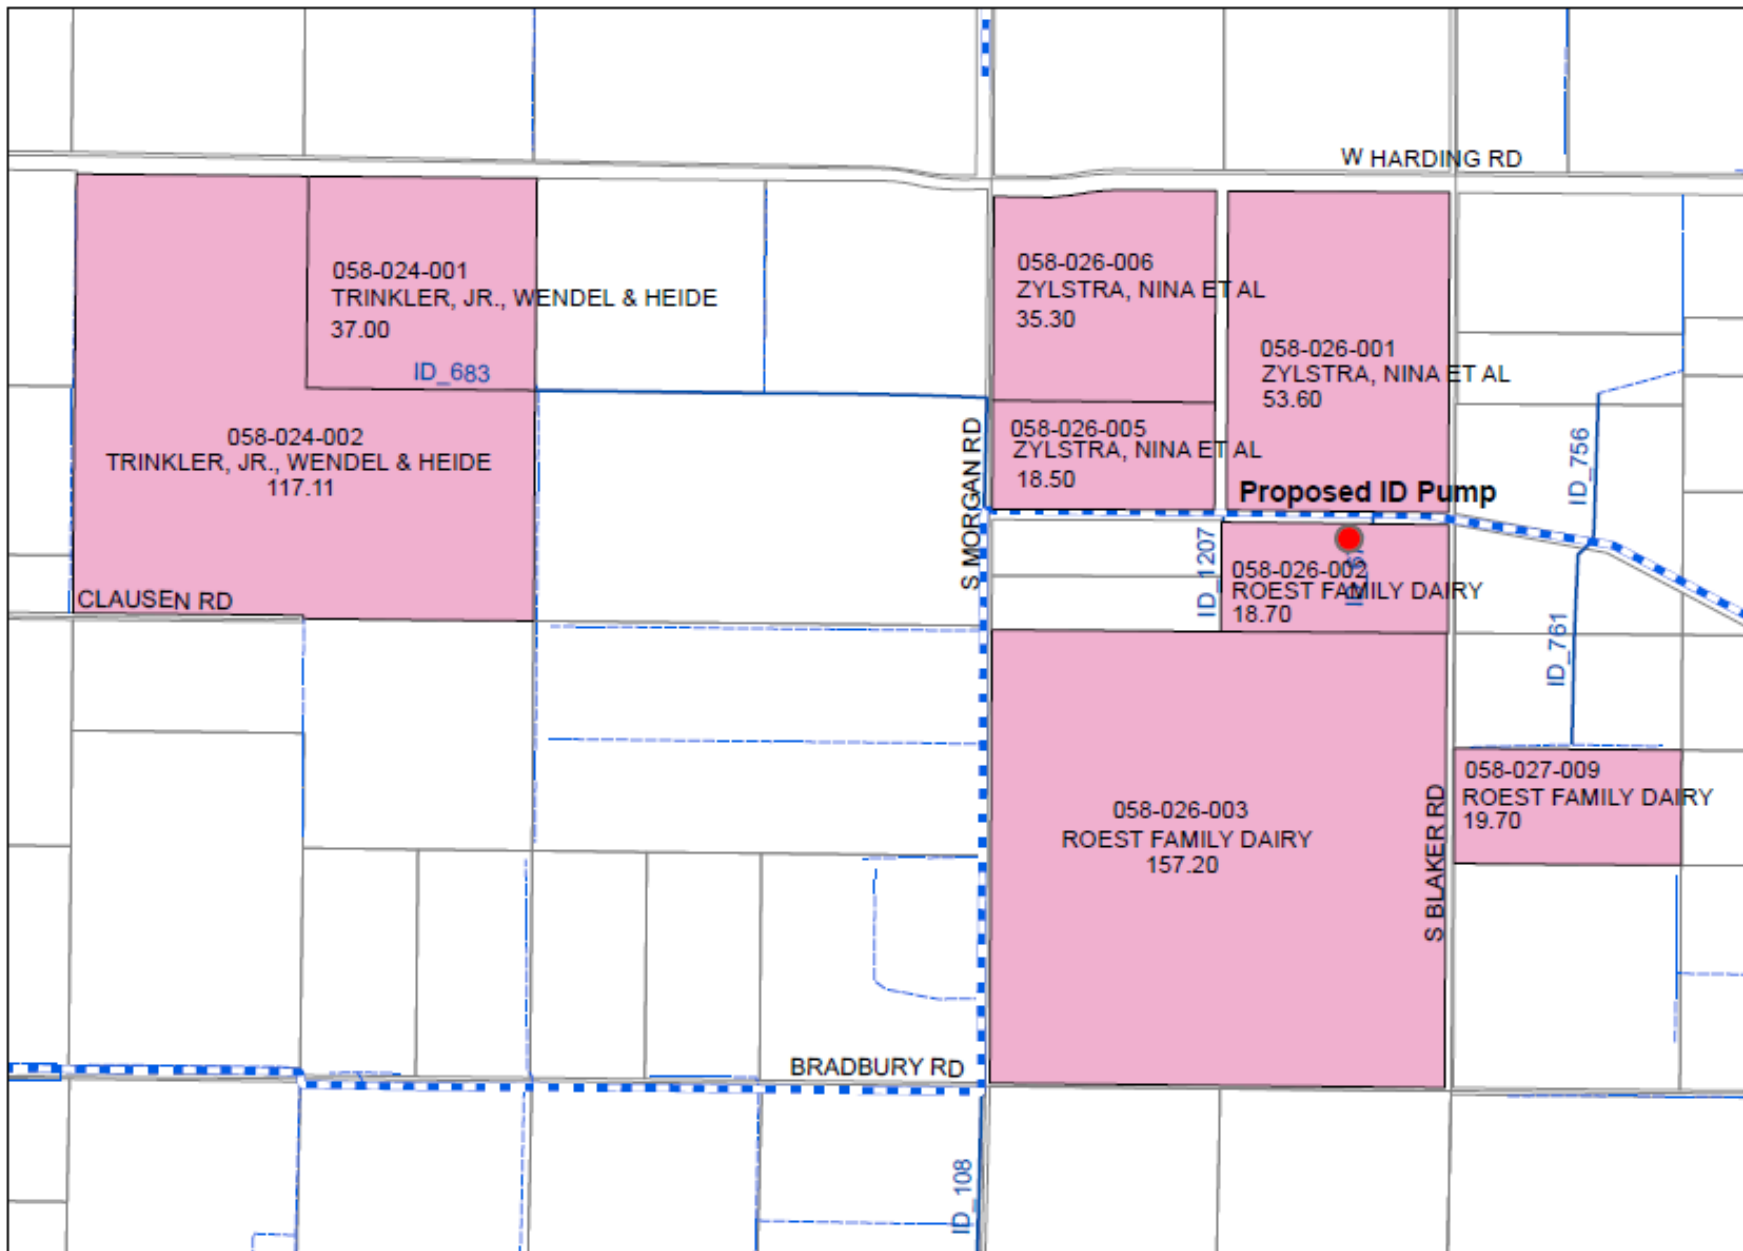 W HARDING RD
058-024-001
TRINKLER, JR., WENDEL & HEIDE
37.00
ID_683
058-024-002
TRINKLER, JR., WENDEL & HEIDE
117.11
CLAUSEN RD
058-026-006
ZYLSTRA, NINA ET AL
35.30
058-026-001
ZYLSTRA, NINA ET AL
53.60
058-026-005
ZYLSTRA, NINA ET AL
18.50
S MORGAN RD
Proposed ID Pump
ID_756
ID_1207
058-026-002
ROEST FAMILY DAIRY
18.70
ID_761
058-026-003
ROEST FAMILY DAIRY
157.20
S BLAKER RD
058-027-009
ROEST FAMILY DAIRY
19.70
BRADBURY RD
ID_108